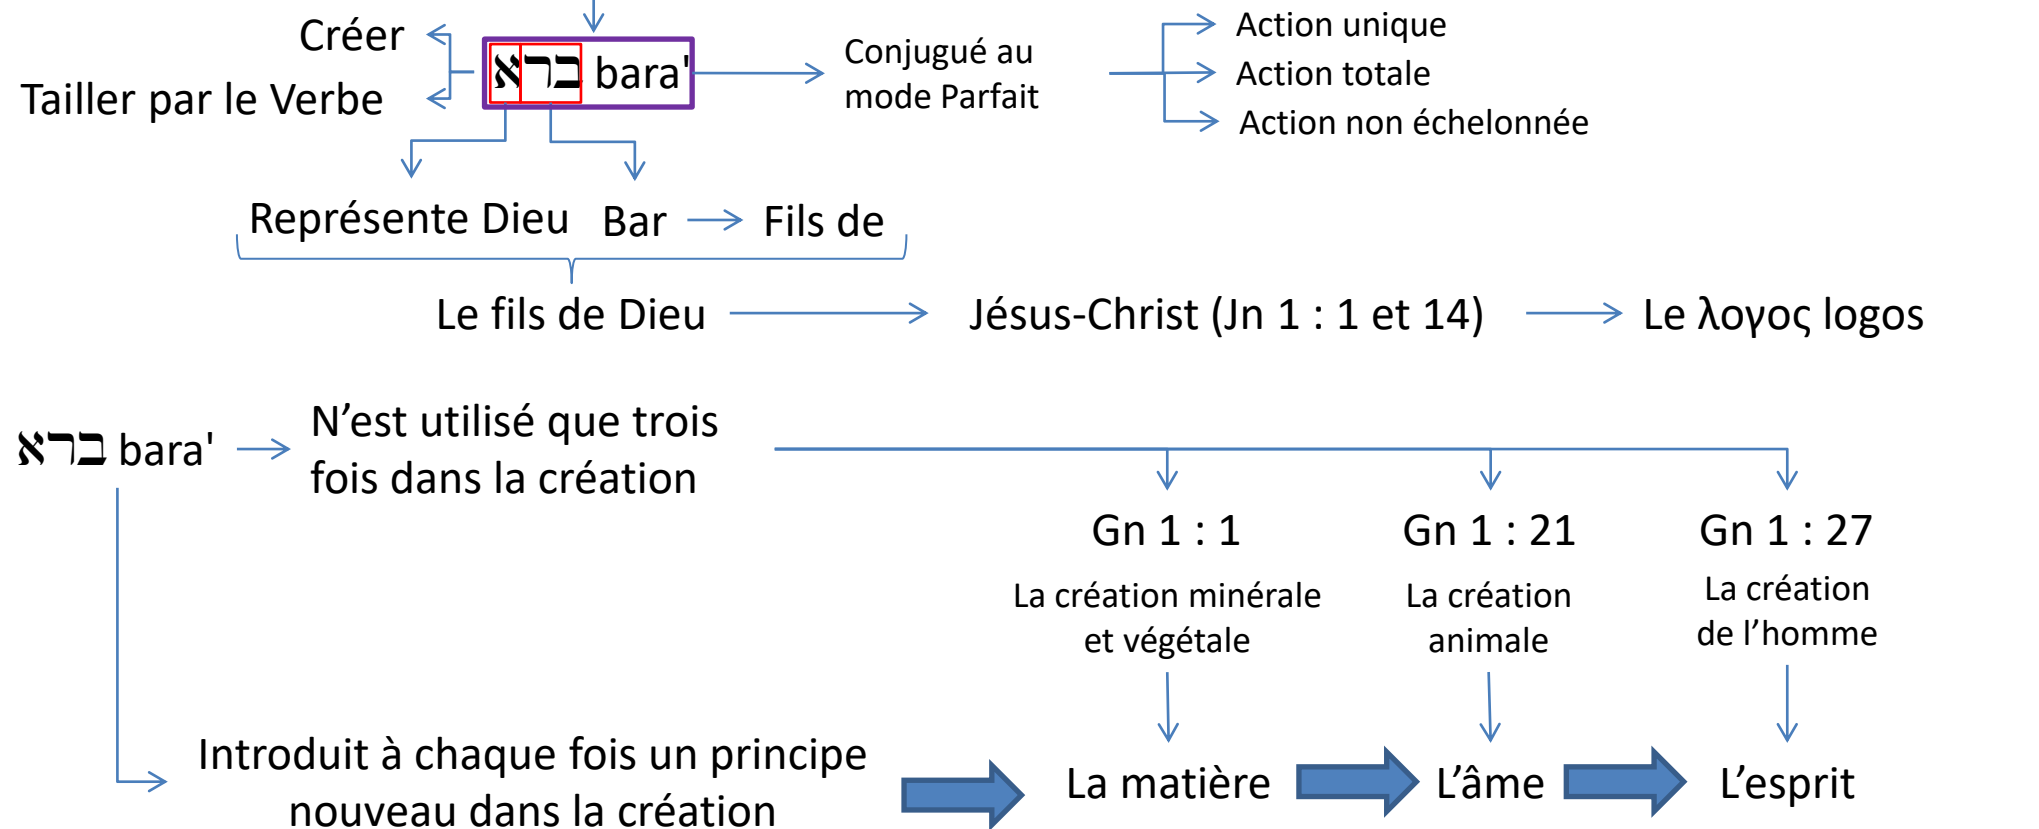 Créer
Tailler par le Verbe
ברא bara'
Conjugué au
mode Parfait
Action unique
Action totale
Action non échelonnée
Représente Dieu
Bar
Fils de
Le fils de Dieu
Jésus-Christ (Jn 1 : 1 et 14)
Le λογος logos
ברא bara'
N'est utilisé que trois
fois dans la création
Gn 1 : 1
La création minérale
et végétale
Gn 1 : 21
La création
animale
Gn 1 : 27
La création
de l'homme
Introduit à chaque fois un principe
nouveau dans la création
La matière
L'âme
L'esprit